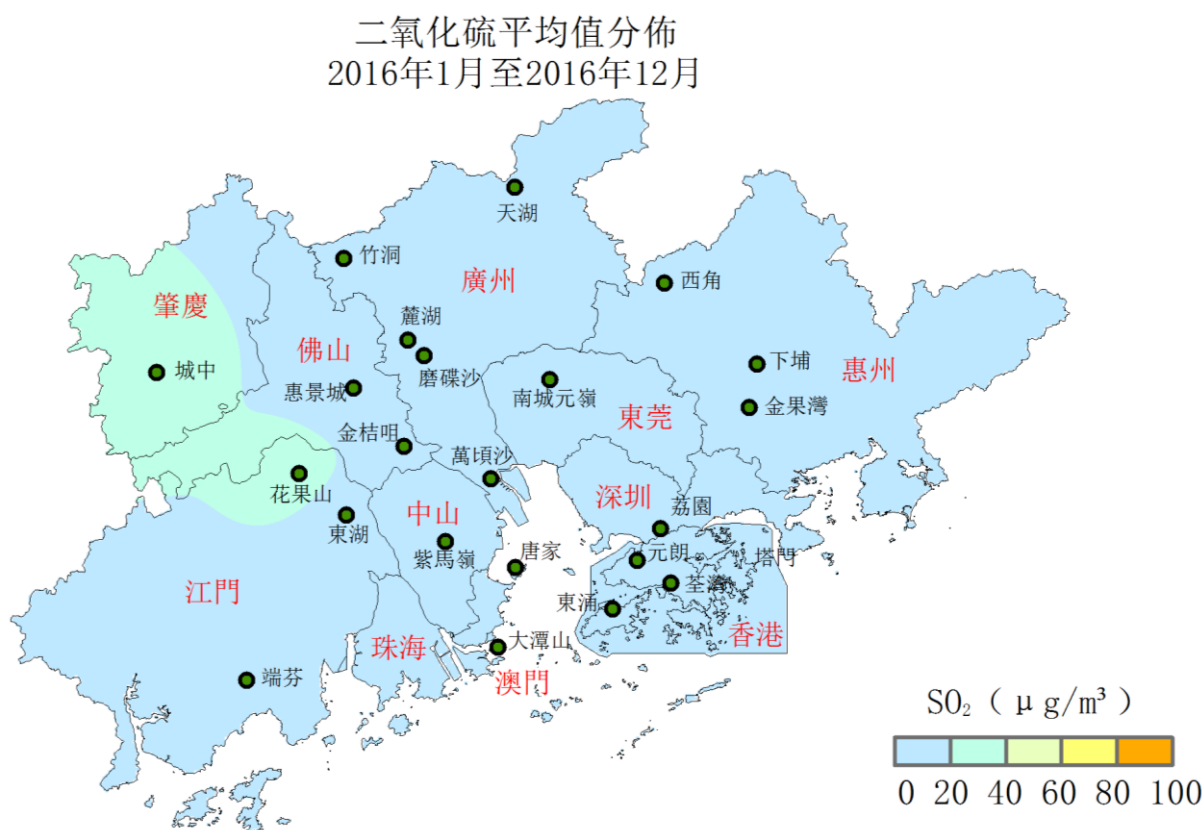 二氧化硫平均值分佈
2016年1月至2016年12月
天湖
竹洞
廣州
西角
肇慶
麓湖
佛山
磨碟沙
下埔
惠州
城中
惠景城
南城元嶺
東莞
金果灣
金桔咀
萬頃沙
花果山
深圳
荔園
中山
東湖
紫馬嶺
唐家
元朗
塔門
荃灣
江門
東涌
香港
珠海
大潭山
端芬
澳門
SO₂ ( μg/m³ )
0 20 40 60 80 100